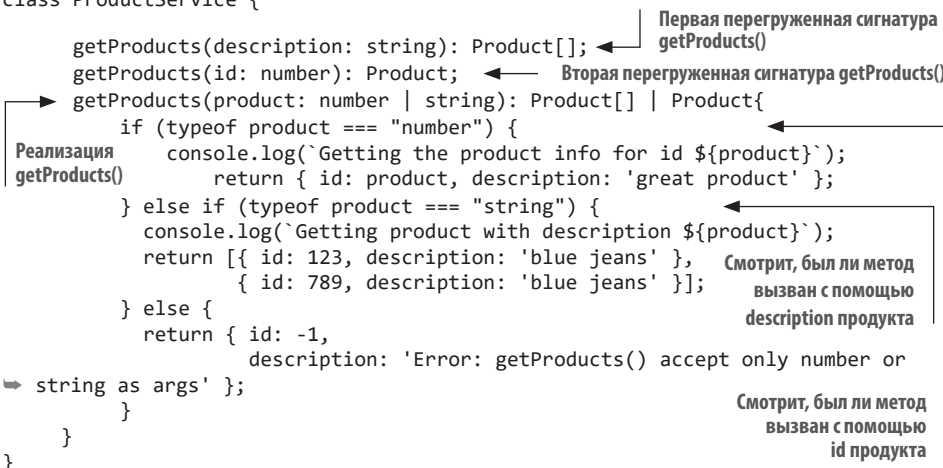 class ProductService {
Первая перегруженная сигнатура
getProducts()
getProducts(description: string): Product[];
getProducts(id: number): Product;
Вторая перегруженная сигнатура getProducts()
getProducts(product: number | string): Product[] | Product{
if (typeof product === "number") {
Реализация
getProducts()
console.log(`Getting the product info for id ${product}`);
return { id: product, description: 'great product' };
} else if (typeof product === "string") {
console.log(`Getting product with description ${product}`);
return [{ id: 123, description: 'blue jeans' },
{ id: 789, description: 'blue jeans' }];
Смотрит, был ли метод
вызван с помощью
description продукта
} else {
return { id: -1,
description: 'Error: getProducts() accept only number or
➥ string as args' };
}
}
}
Смотрит, был ли метод
вызван с помощью
id продукта